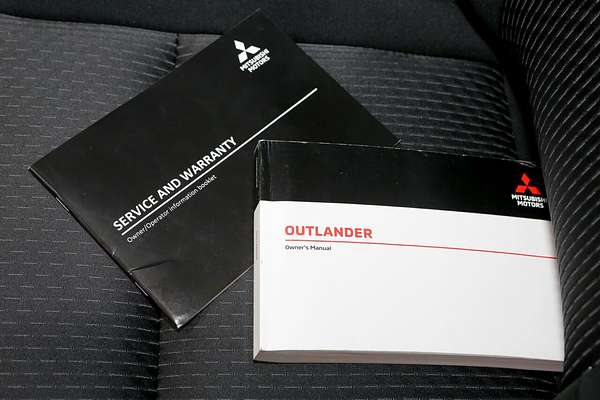 MITSUBISHI
MOTORS
SERVICE AND WARRANTY
Owner/Operator information booklet
MITSUBISHI
MOTORS
OUTLANDER
Owner's Manual